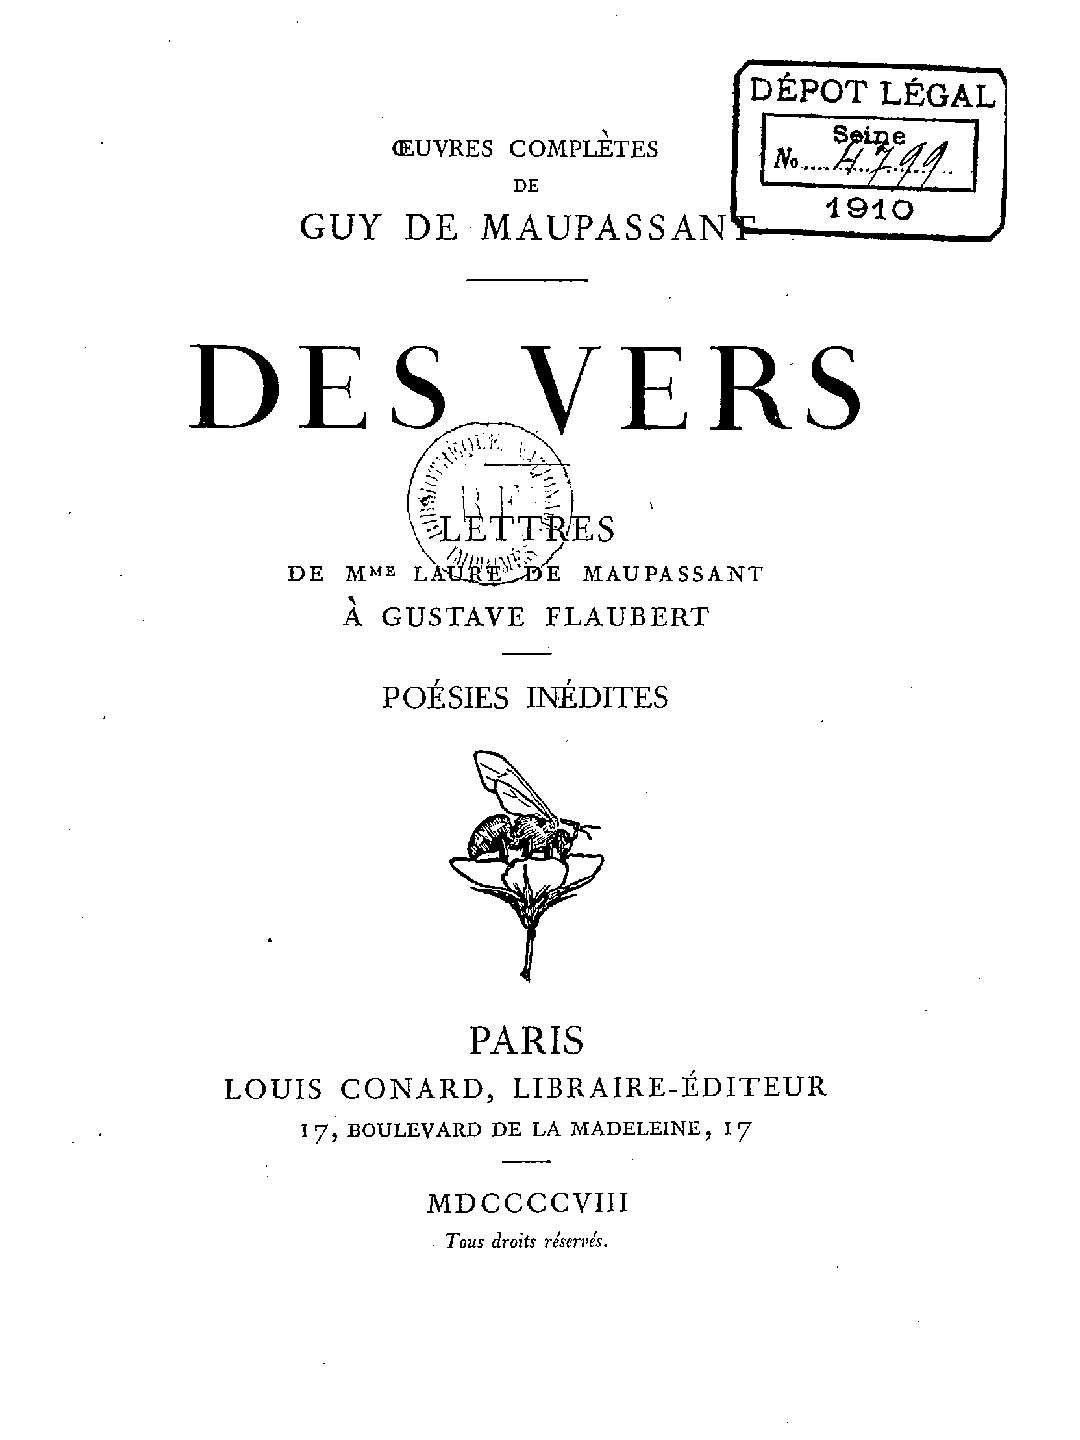 DÉPOT LÉGAL
Seine
No 4799
1910
ŒUVRES COMPLÈTES
DE
GUY DE MAUPASSANT
DES VERS
BIBLIOTHÈQUE NATIONALE
R F
IMPRIMÉS
LETTRES
DE MME LAURE DE MAUPASSANT
À GUSTAVE FLAUBERT
POÉSIES INÉDITES
PARIS
LOUIS CONARD, LIBRAIRE-ÉDITEUR
17, BOULEVARD DE LA MADELEINE, 17
MDCCCCVIII
Tous droits réservés.